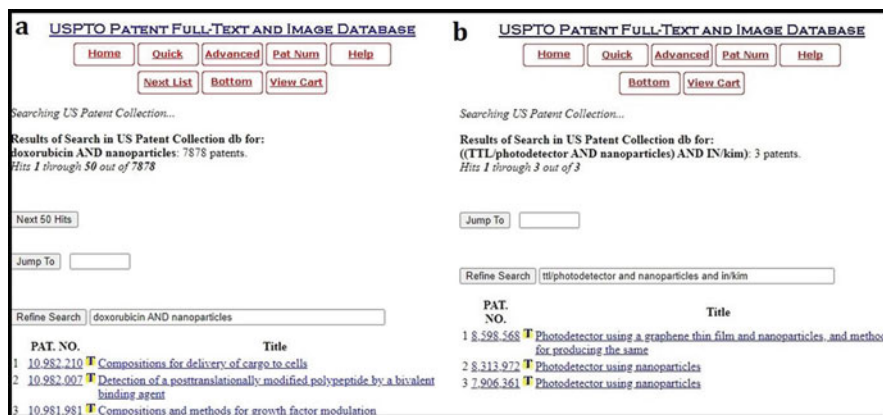 a
USPTO PATENT FULL-TEXT AND IMAGE DATABASE
Home Quick Advanced Pat Num Help
Next List Bottom View Cart
Searching US Patent Collection...
Results of Search in US Patent Collection db for:
doxorubicin AND nanoparticles: 7878 patents.
Hits 1 through 50 out of 7878
Next 50 Hits
Jump To
Refine Search doxorubicin AND nanoparticles
PAT. NO. Title
1 10,982,210 T Compositions for delivery of cargo to cells
2 10,982,007 T Detection of a posttranslationally modified polypeptide by a bivalent
binding agent
3 10,981,981 T Compositions and methods for growth factor modulation
b
USPTO PATENT FULL-TEXT AND IMAGE DATABASE
Home Quick Advanced Pat Num Help
Bottom View Cart
Searching US Patent Collection...
Results of Search in US Patent Collection db for:
((TTL/photodetector AND nanoparticles) AND IN/kim): 3 patents.
Hits 1 through 3 out of 3
Jump To
Refine Search ttl/photodetector and nanoparticles and in/kim
PAT.
NO. Title
1 8,598,568 T Photodetector using a graphene thin film and nanoparticles, and method
for producing the same
2 8,313,972 T Photodetector using nanoparticles
3 7,906,361 T Photodetector using nanoparticles